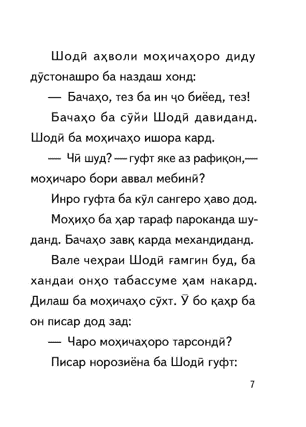 Шодӣ аҳволи моҳичаҳоро диду
дӯстонашро ба наздаш хонд:
— Бачаҳо, тез ба ин ҷо биёед, тез!
Бачаҳо ба сӯйи Шодӣ давиданд.
Шодӣ ба моҳичаҳо ишора кард.
— Чӣ шуд? — гуфт яке аз рафиқон,—
моҳичаро бори аввал мебинӣ?
Инро гуфта ба кӯл сангеро ҳаво дод.
Моҳиҳо ба ҳар тараф пароканда шу-
данд. Бачаҳо завқ карда механдиданд.
Вале чеҳраи Шодӣ ғамгин буд, ба
хандаи онҳо табассуме ҳам накард.
Дилаш ба моҳичаҳо сӯхт. Ӯ бо қаҳр ба
он писар дод зад:
— Чаро моҳичаҳоро тарсондӣ?
Писар норозиёна ба Шодӣ гуфт:
7